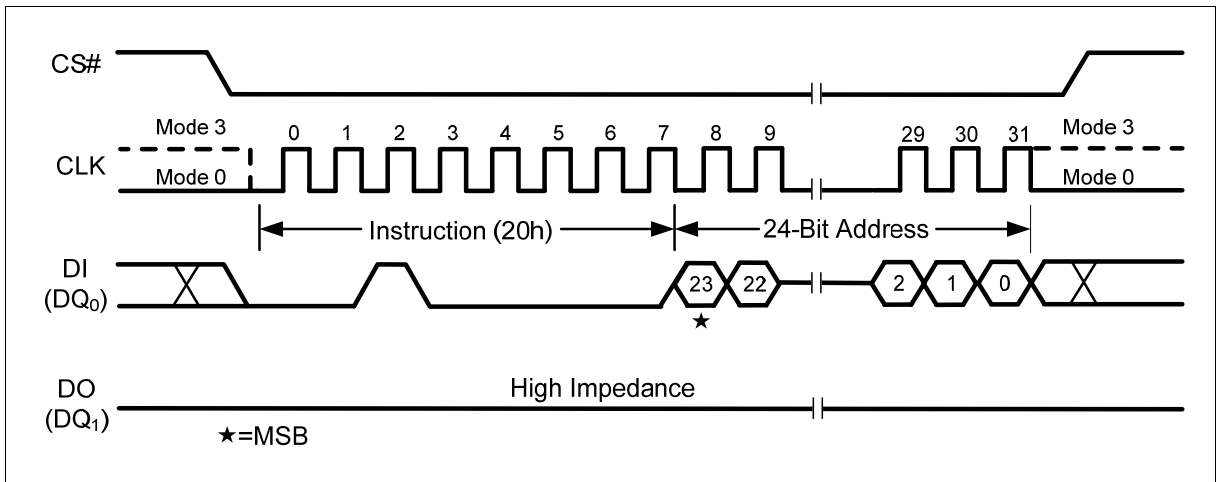 CS#
Mode 3 0 1 2 3 4 5 6 7 8 9 29 30 31 Mode 3
CLK
Mode 0 Mode 0
Instruction (20h) 24-Bit Address
DI
(DQ0) 23 22 2 1 0
★
DO High Impedance
(DQ1)
★=MSB